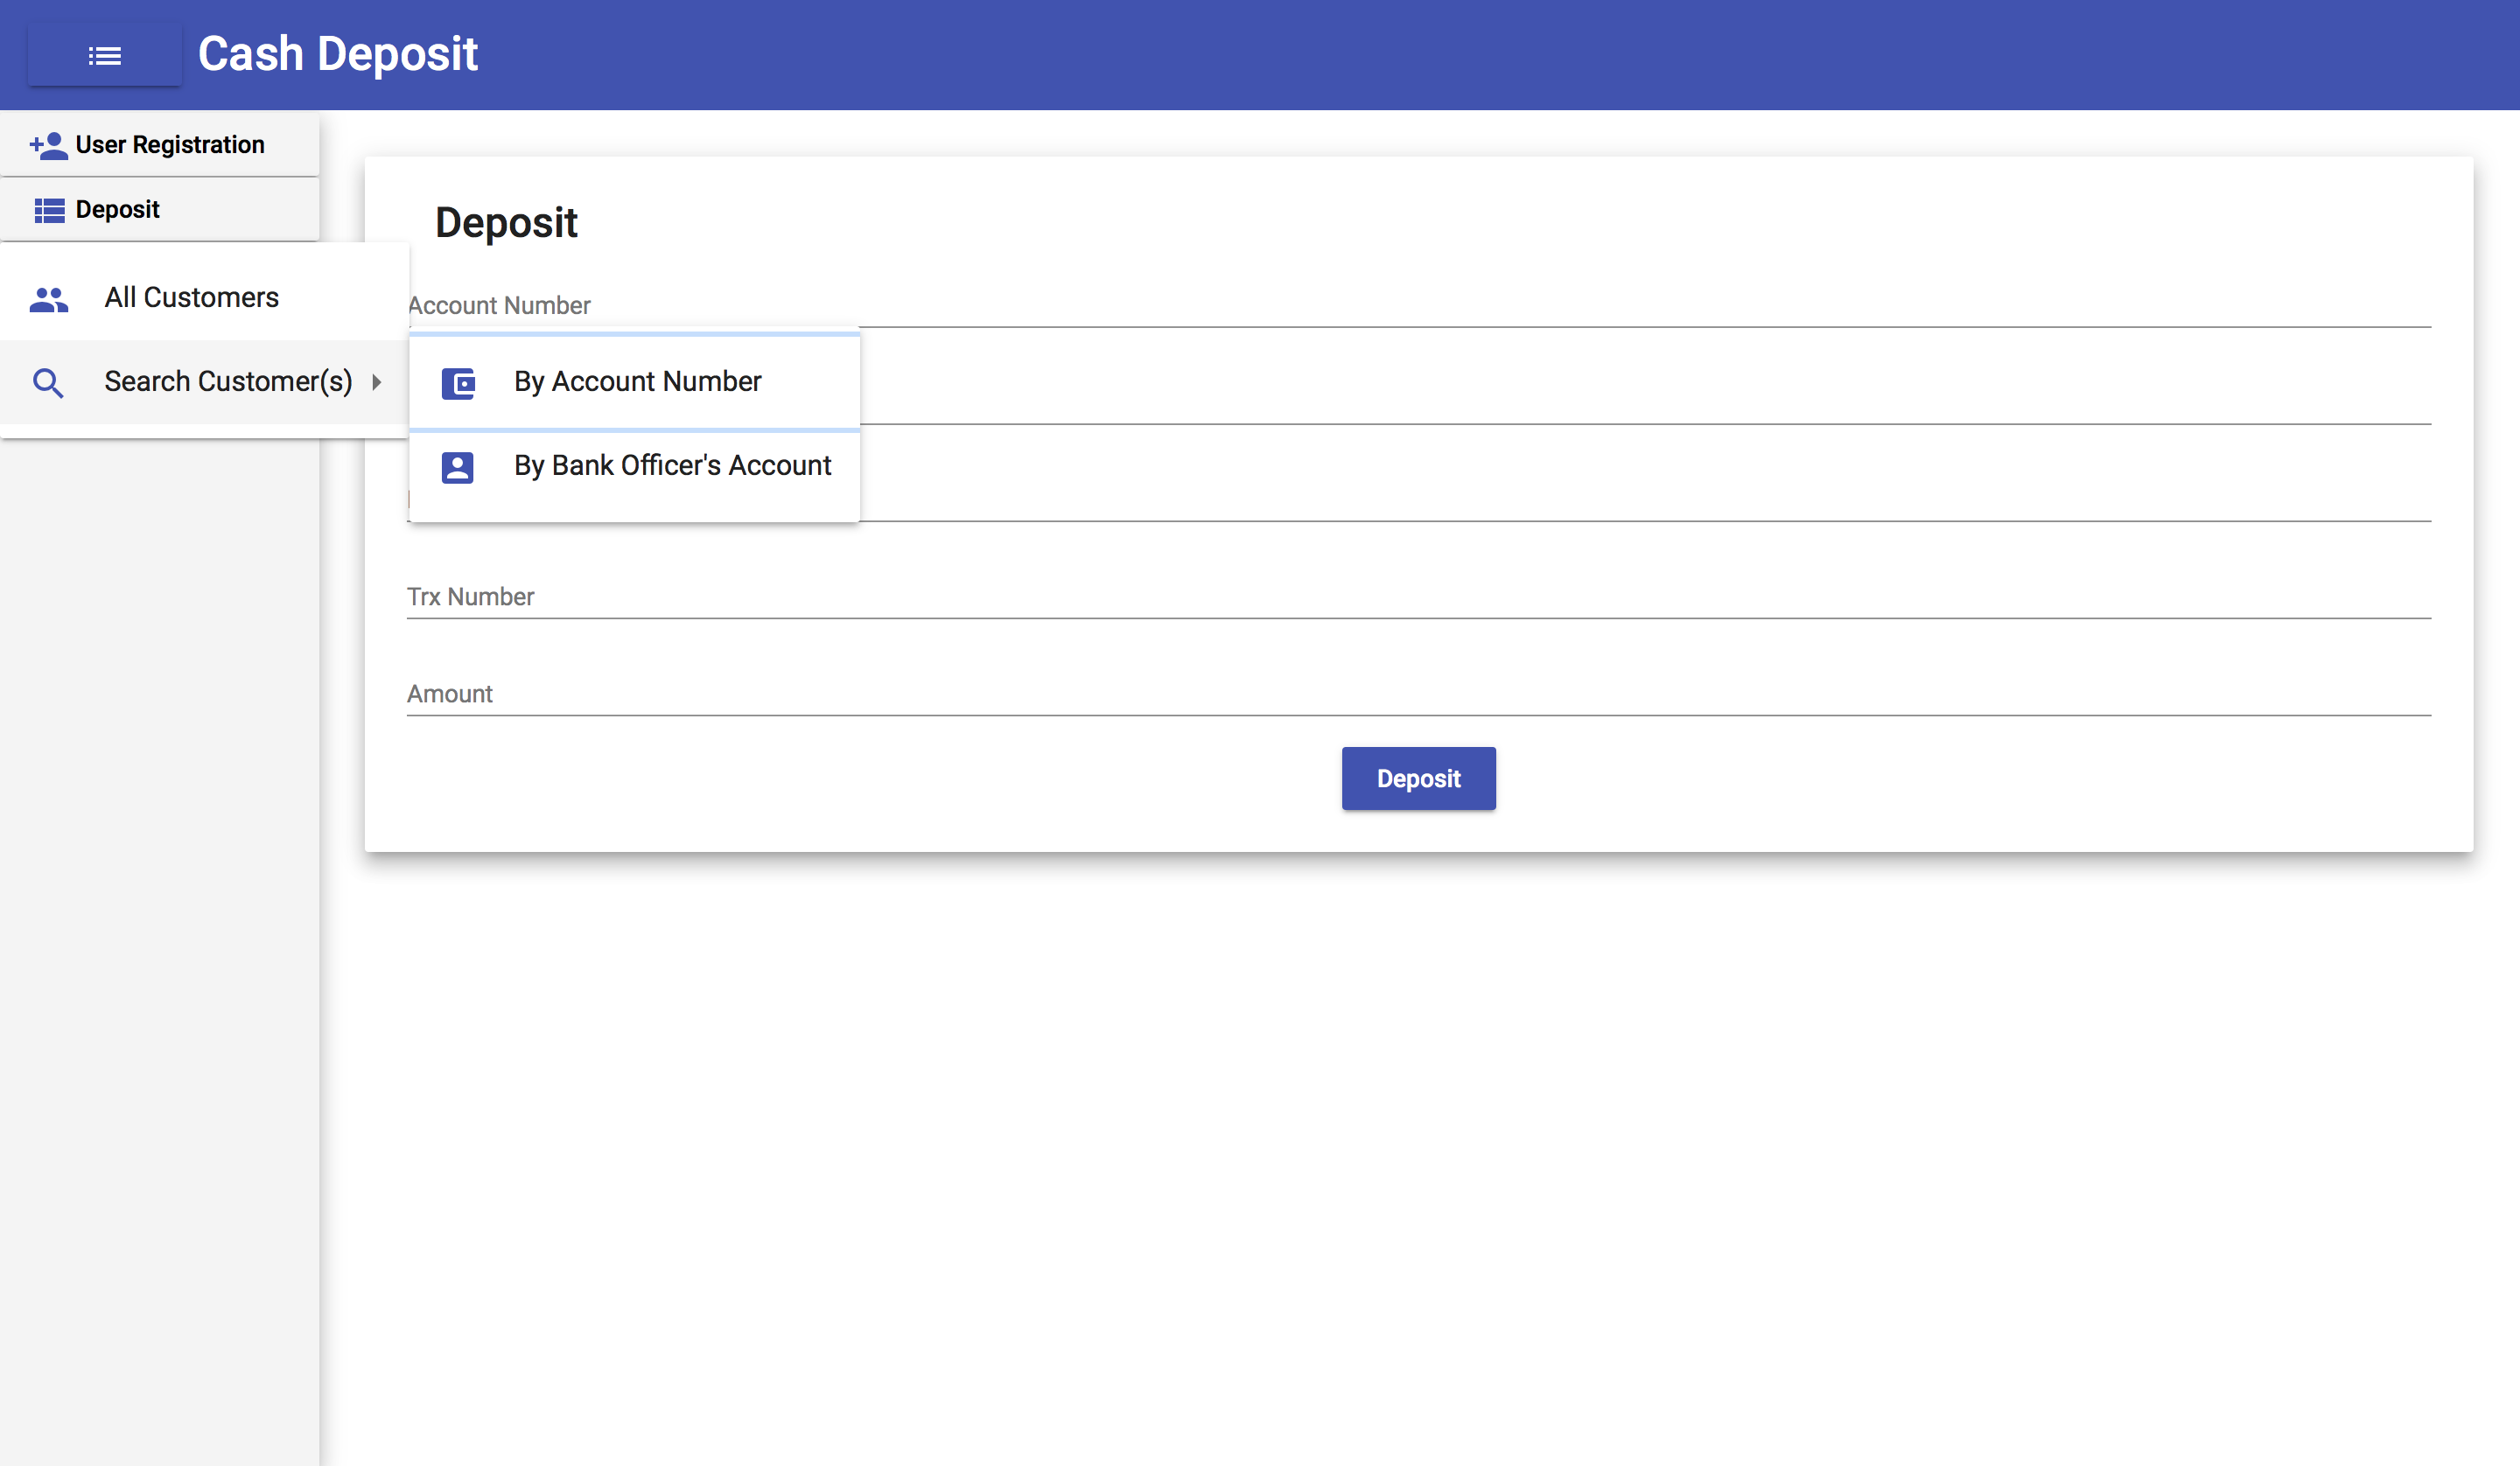 Cash Deposit
User Registration
Deposit
All Customers
Search Customer(s)
By Account Number
By Bank Officer's Account
Deposit
Account Number
Trx Number
Amount
Deposit